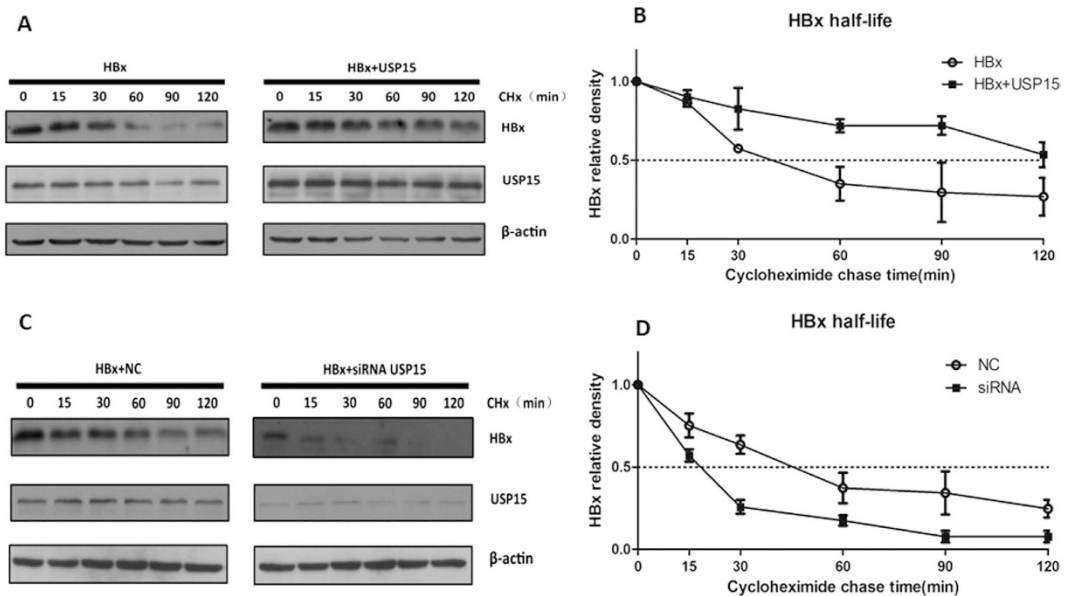 A
HBx
HBx+USP15
0 15 30 60 90 120
0 15 30 60 90 120
CHx (min)
HBx
USP15
β-actin
B
HBx half-life
HBx
HBx+USP15
HBx relative density
1.0
0.5
0.0
0 15 30 60 90 120
Cycloheximide chase time(min)
C
HBx+NC
HBx+siRNA USP15
0 15 30 60 90 120
0 15 30 60 90 120
CHx (min)
HBx
USP15
β-actin
D
HBx half-life
NC
siRNA
HBx relative density
1.0
0.5
0.0
0 15 30 60 90 120
Cycloheximide chase time(min)